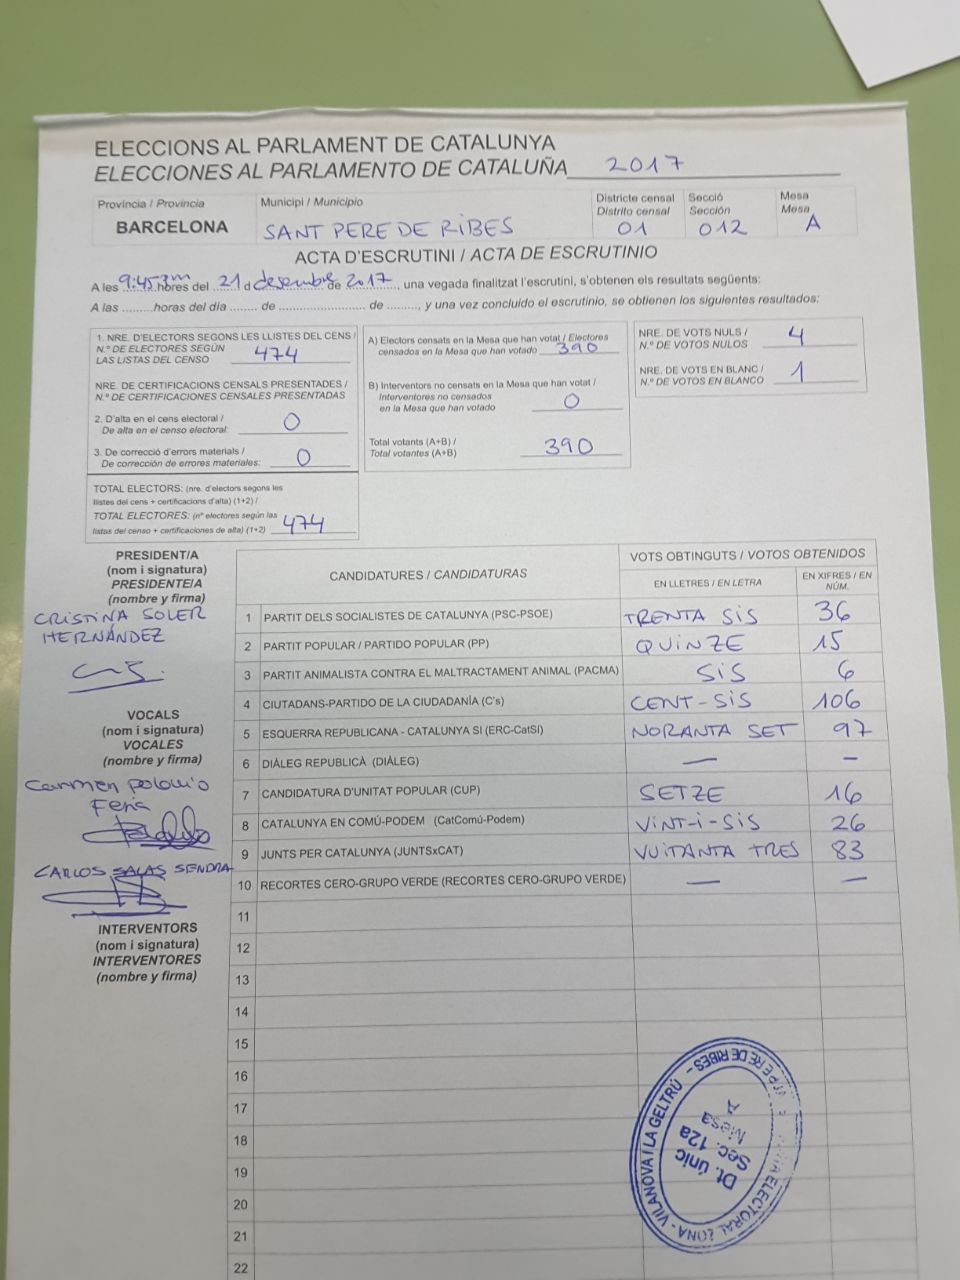 ELECCIONS AL PARLAMENT DE CATALUNYA
ELECCIONES AL PARLAMENTO DE CATALUÑA 2017
Província / Provincia
BARCELONA
Municipi / Municipio
SANT PERE DE RIBES
Districte censal
Distrito censal
01
Secció
Sección
012
Mesa
Mesa
A
ACTA D'ESCRUTINI / ACTA DE ESCRUTINIO
A les 9:45 pm hores del 21 d desembre de 2017, una vegada finalitzat l'escrutini, s'obtenen els resultats següents:
A las .........horas del día ....... de ....................... de ........, y una vez concluido el escrutinio, se obtienen los siguientes resultados:
1. NRE. D'ELECTORS SEGONS LES LLISTES DEL CENS /
N.º DE ELECTORES SEGÚN
LAS LISTAS DEL CENSO 474
NRE. DE CERTIFICACIONS CENSALS PRESENTADES /
N.º DE CERTIFICACIONES CENSALES PRESENTADAS
2. D'alta en el cens electoral /
De alta en el censo electoral: 0
3. De correcció d'errors materials /
De corrección de errores materiales: 0
TOTAL ELECTORS: (nre. d'electors segons les
llistes del cens + certificacions d'alta) (1+2) /
TOTAL ELECTORES: (nº electores según las
listas del censo + certificaciones de alta) (1+2) 474
A) Electors censats en la Mesa que han votat / Electores
censados en la Mesa que han votado 390
B) Interventors no censats en la Mesa que han votat /
Interventores no censados
en la Mesa que han votado 0
Total votants (A+B) /
Total votantes (A+B) 390
NRE. DE VOTS NULS /
N.º DE VOTOS NULOS 4
NRE. DE VOTS EN BLANC /
N.º DE VOTOS EN BLANCO 1
PRESIDENT/A
(nom i signatura)
PRESIDENTE/A
(nombre y firma)
CRISTINA SOLER
HERNÁNDEZ
VOCALS
(nom i signatura)
VOCALES
(nombre y firma)
Carmen
Feria
CARLOS SALAS SENDRA
INTERVENTORS
(nom i signatura)
INTERVENTORES
(nombre y firma)
CANDIDATURES / CANDIDATURAS
VOTS OBTINGUTS / VOTOS OBTENIDOS
EN LLETRES / EN LETRA
EN XIFRES / EN
NÚM.
1 PARTIT DELS SOCIALISTES DE CATALUNYA (PSC-PSOE) TRENTA SIS 36
2 PARTIT POPULAR / PARTIDO POPULAR (PP) QUINZE 15
3 PARTIT ANIMALISTA CONTRA EL MALTRACTAMENT ANIMAL (PACMA) SIS 6
4 CIUTADANS-PARTIDO DE LA CIUDADANÍA (C's) CENT-SIS 106
5 ESQUERRA REPUBLICANA - CATALUNYA SI (ERC-CatSI) NORANTA SET 97
6 DIÀLEG REPUBLICÀ (DIÀLEG) — —
7 CANDIDATURA D'UNITAT POPULAR (CUP) SETZE 16
8 CATALUNYA EN COMÚ-PODEM (CatComú-Podem) VINT-I-SIS 26
9 JUNTS PER CATALUNYA (JUNTSxCAT) VUITANTA TRES 83
10 RECORTES CERO-GRUPO VERDE (RECORTES CERO-GRUPO VERDE) — —
11
12
13
14
15
16
17
18
19
20
21
22
ELECTORAL ZONA - VILANOVA I LA GELTRÚ - PERE DE RIBES
Dt. únic
Sec. 12a
Mesa
A